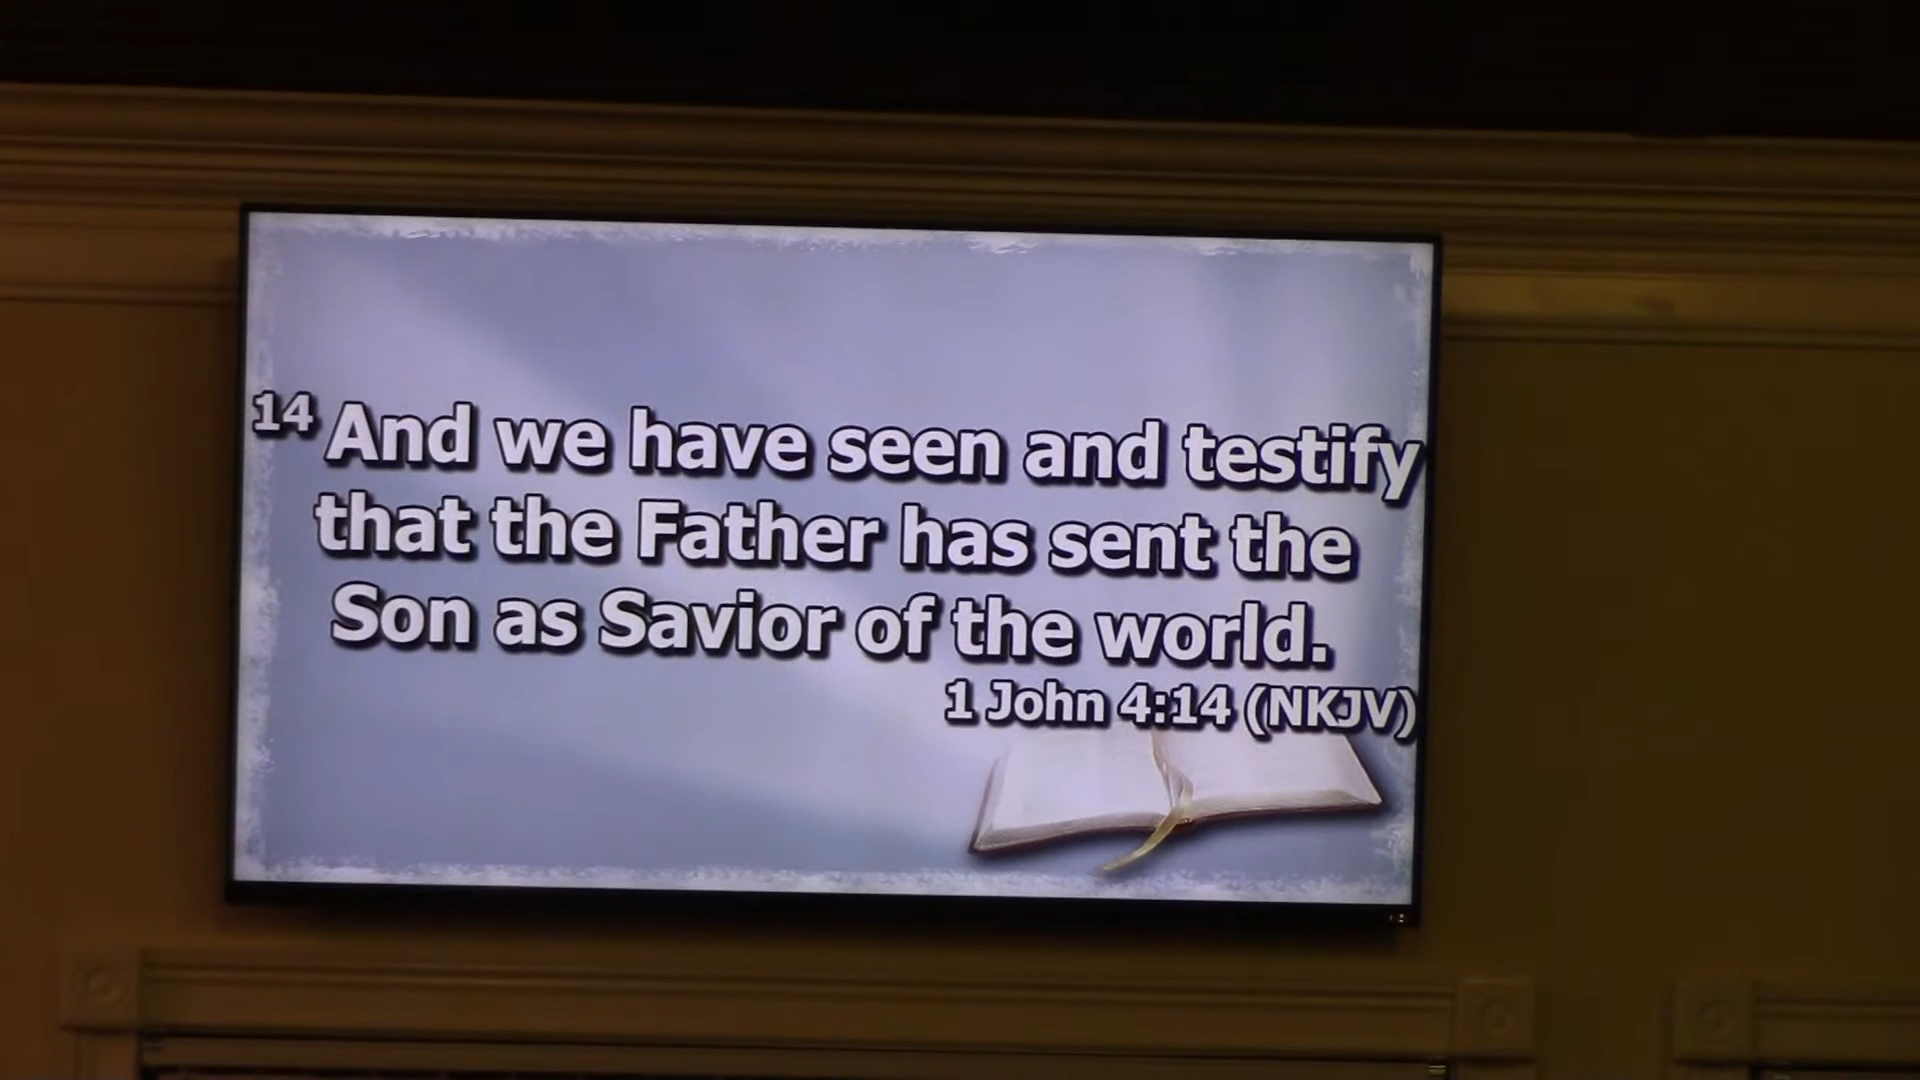 14 And we have seen and testify
that the Father has sent the
Son as Savior of the world.
1 John 4:14 (NKJV)